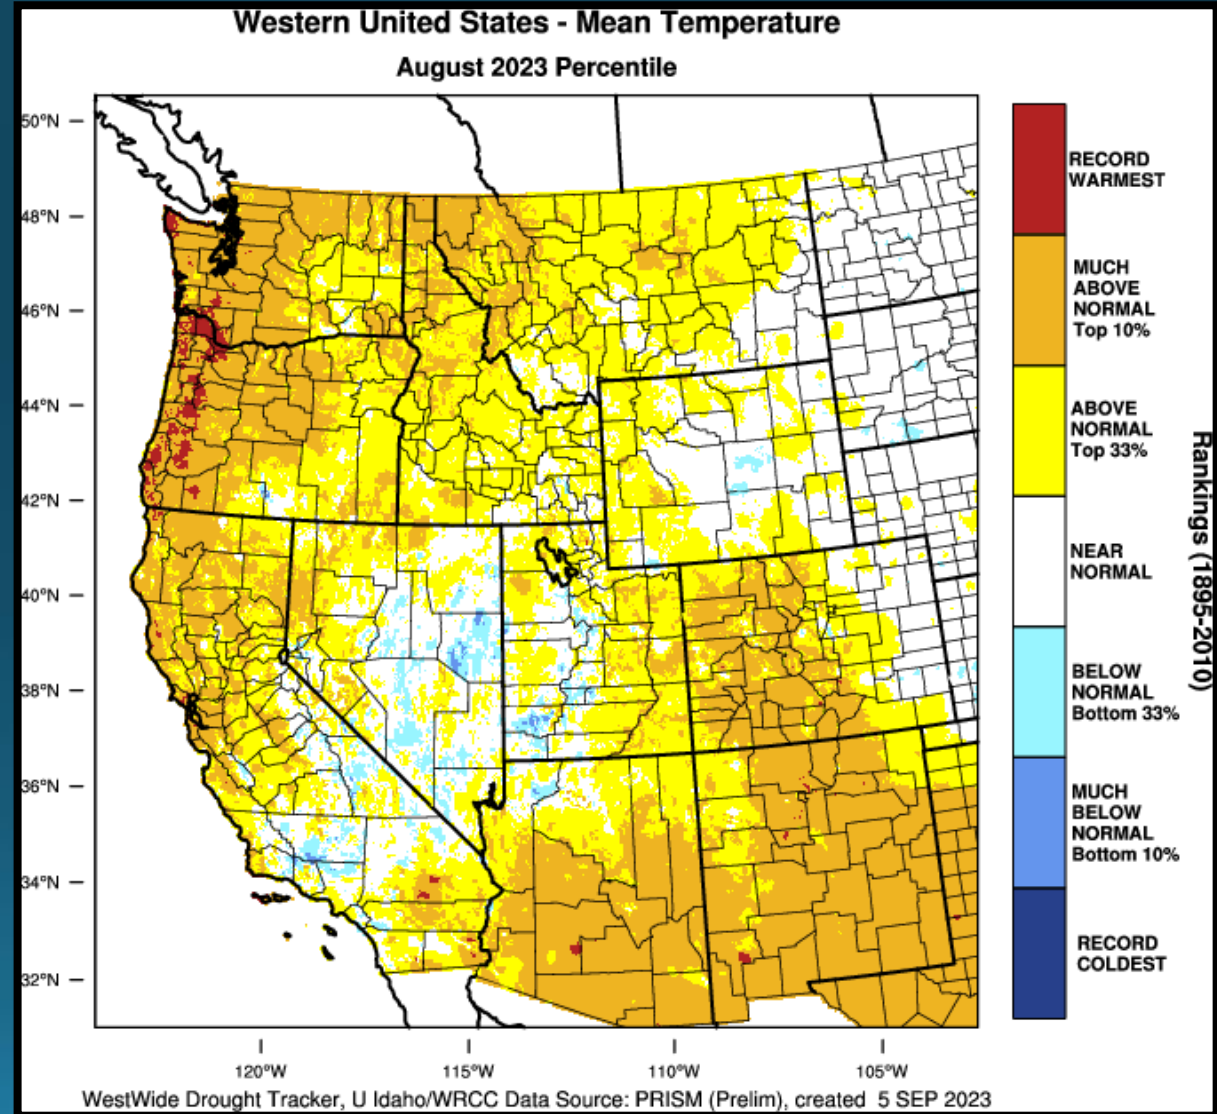 Western United States - Mean Temperature
August 2023 Percentile
50°N
48°N
46°N
44°N
42°N
40°N
38°N
36°N
34°N
32°N
120°W
115°W
110°W
105°W
RECORD
WARMEST
MUCH
ABOVE
NORMAL
Top 10%
ABOVE
NORMAL
Top 33%
NEAR
NORMAL
BELOW
NORMAL
Bottom 33%
MUCH
BELOW
NORMAL
Bottom 10%
RECORD
COLDEST
Rankings (1895-2010)
WestWide Drought Tracker, U Idaho/WRCC Data Source: PRISM (Prelim), created 5 SEP 2023